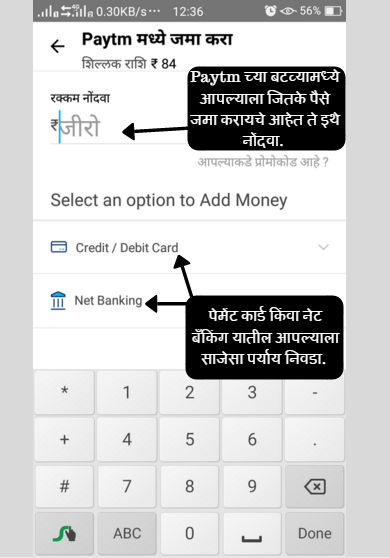 0.30KB/s... 12:36 56%
Paytm मध्ये जमा करा
शिल्लक राशि ₹ 84
रक्कम नोंदवा
₹जीरो
Paytm च्या बटव्यामध्ये
आपल्याला जितके पैसे
जमा करायचे आहेत ते इथै
नोंदवा.
आपल्याकडे प्रोमोकोड आहे ?
Select an option to Add Money
Credit / Debit Card
Net Banking
पेमेंट कार्ड किंवा नेट
बँकिंग यातील आपल्याला
साजेसा पर्याय निवडा.
* 1 2 3 -
+ 4 5 6 .
# 7 8 9
ABC 0 Done